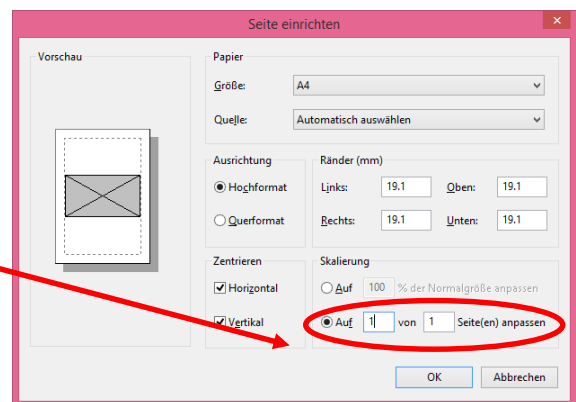 Seite einrichten
Vorschau
Papier
Größe: A4
Quelle: Automatisch auswählen
Ausrichtung
Hochformat
Querformat
Ränder (mm)
Links: 19.1 Oben: 19.1
Rechts: 19.1 Unten: 19.1
Zentrieren
Horizontal
Vertikal
Skalierung
Auf 100 % der Normalgröße anpassen
Auf 1 von 1 Seite(en) anpassen
OK Abbrechen